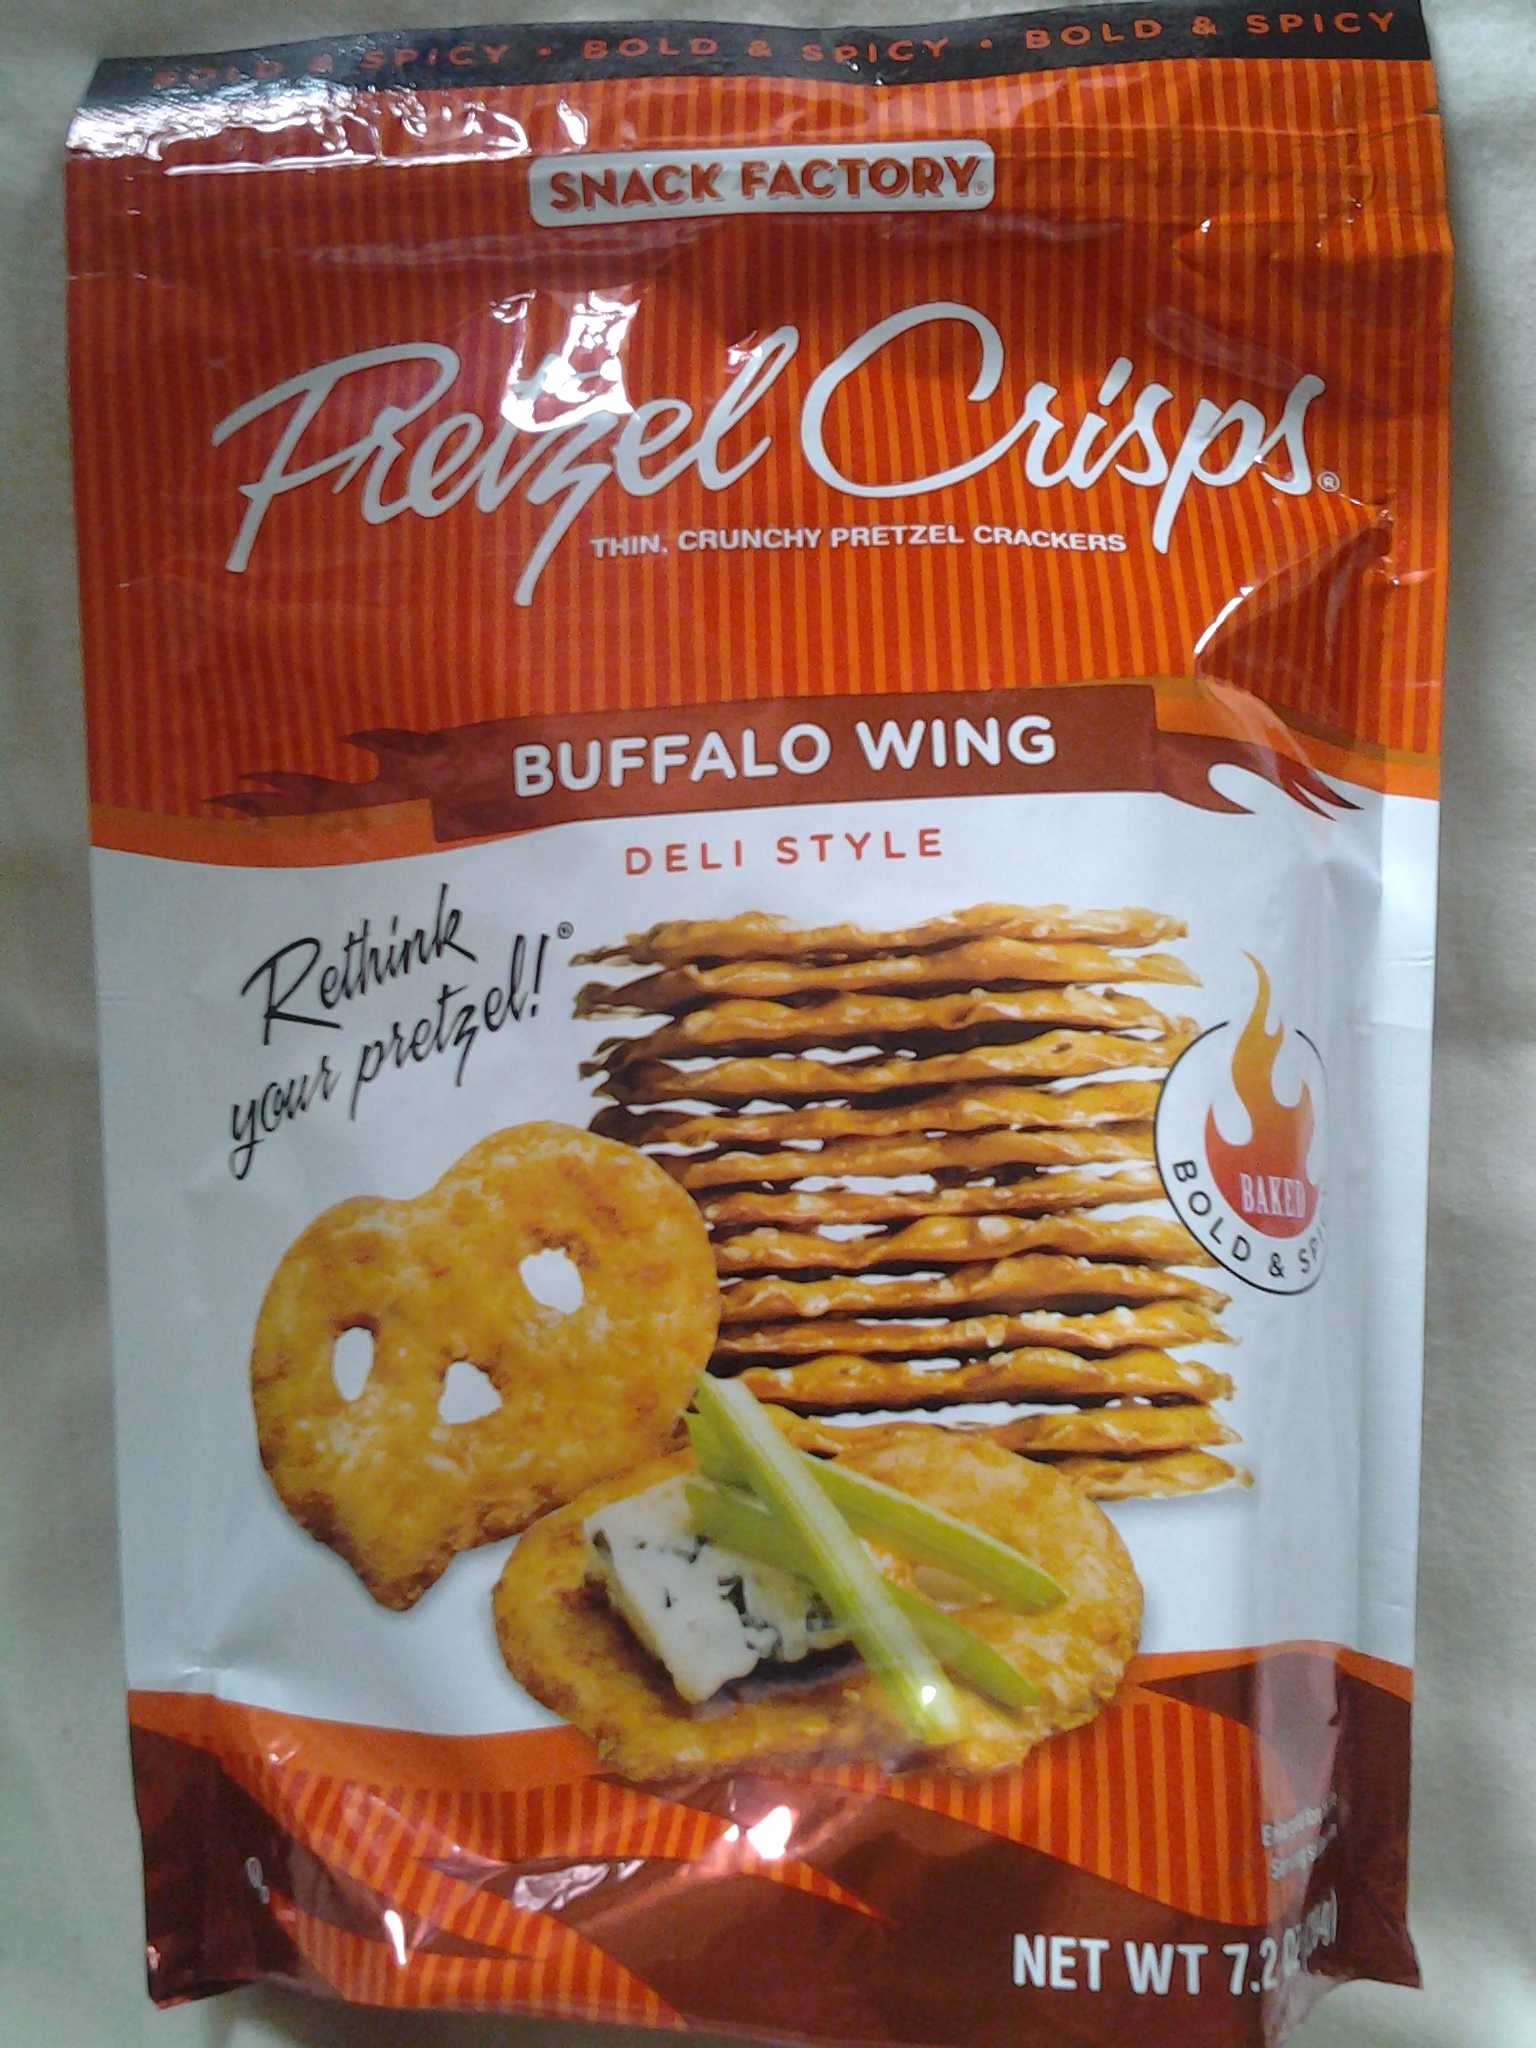 BOLD & SPICY • BOLD & SPICY • BOLD & SPICY
SNACK FACTORY®
Pretzel Crisps®
THIN, CRUNCHY PRETZEL CRACKERS
BUFFALO WING
DELI STYLE
Rethink
your pretzel!®
BAKED
BOLD &
NET WT 7.2